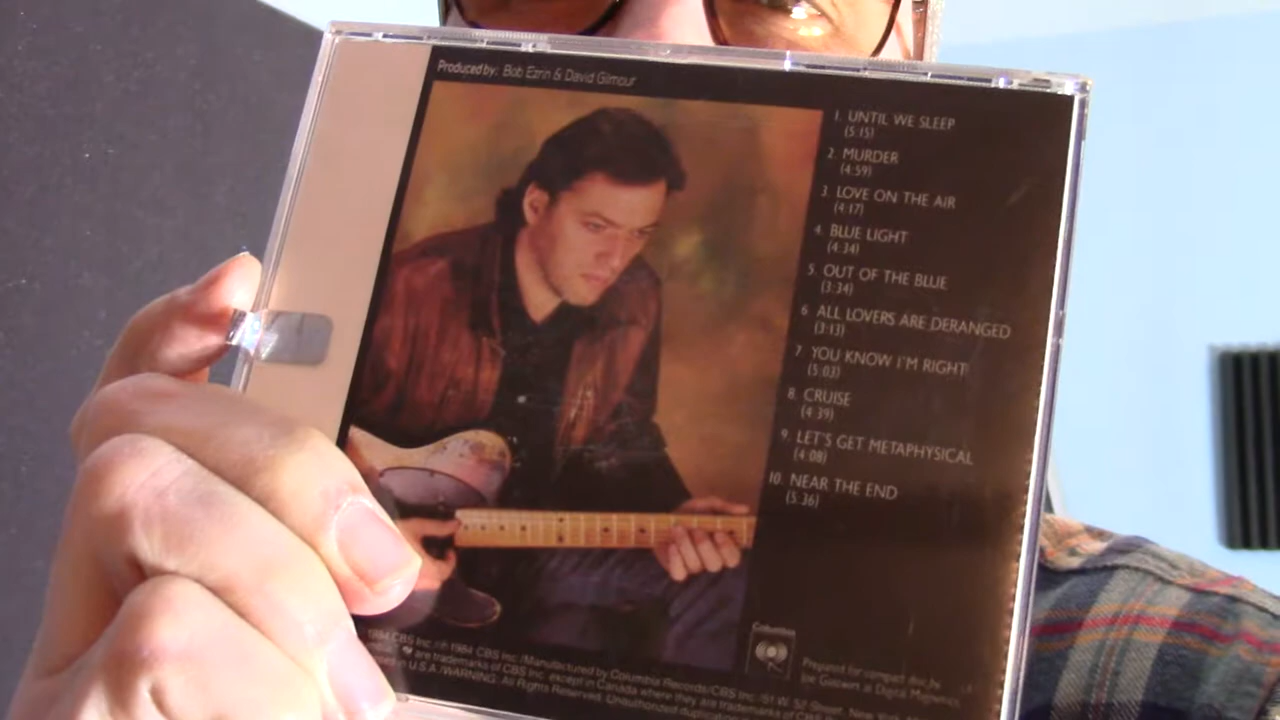 Produced by: Bob Ezrin & David Gilmour
1. UNTIL WE SLEEP
(5:15)
2. MURDER
(4:59)
3. LOVE ON THE AIR
(4:17)
4. BLUE LIGHT
(4:34)
5. OUT OF THE BLUE
(3:34)
6 ALL LOVERS ARE DERANGED
(3:13)
7. YOU KNOW I'M RIGHT
(5:03)
8. CRUISE
(4:39)
9. LET'S GET METAPHYSICAL
(4:08)
10. NEAR THE END
(5:36)
Columbia
Prepared for compact disc by
at Digital
1984 CBS Inc. 1984 CBS Inc./Manufactured by Columbia Records/CBS Inc./51 W. 52 Street, New York,
are trademarks of CBS Inc. except in Canada where they are trademarks of CBS
in U.S.A./WARNING: All Rights Reserved. Unauthorized duplication